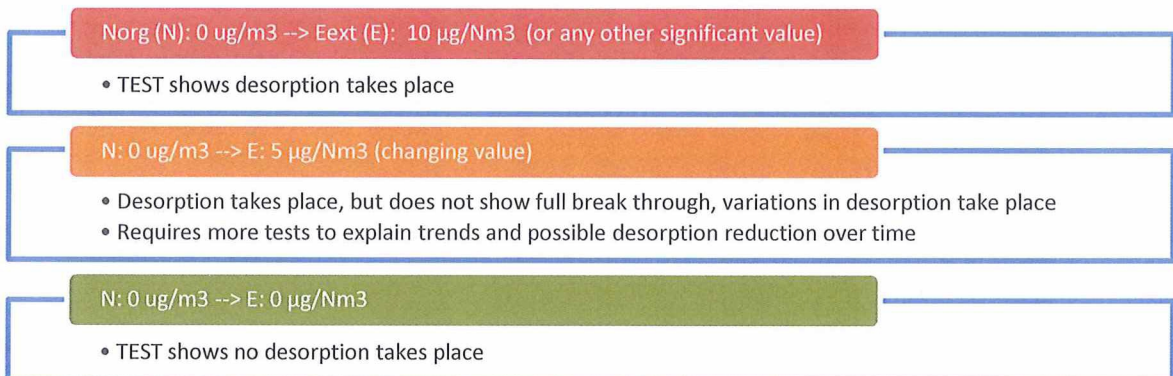 Norg (N): 0 ug/m3 --> Eext (E): 10 µg/Nm3 (or any other significant value)
• TEST shows desorption takes place
N: 0 ug/m3 --> E: 5 µg/Nm3 (changing value)
• Desorption takes place, but does not show full break through, variations in desorption take place
• Requires more tests to explain trends and possible desorption reduction over time
N: 0 ug/m3 --> E: 0 µg/Nm3
• TEST shows no desorption takes place